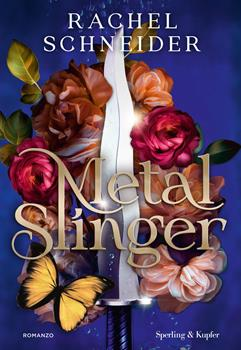 RACHEL
SCHNEIDER
Metal
Slinger
ROMANZO
Sperling & Kupfer